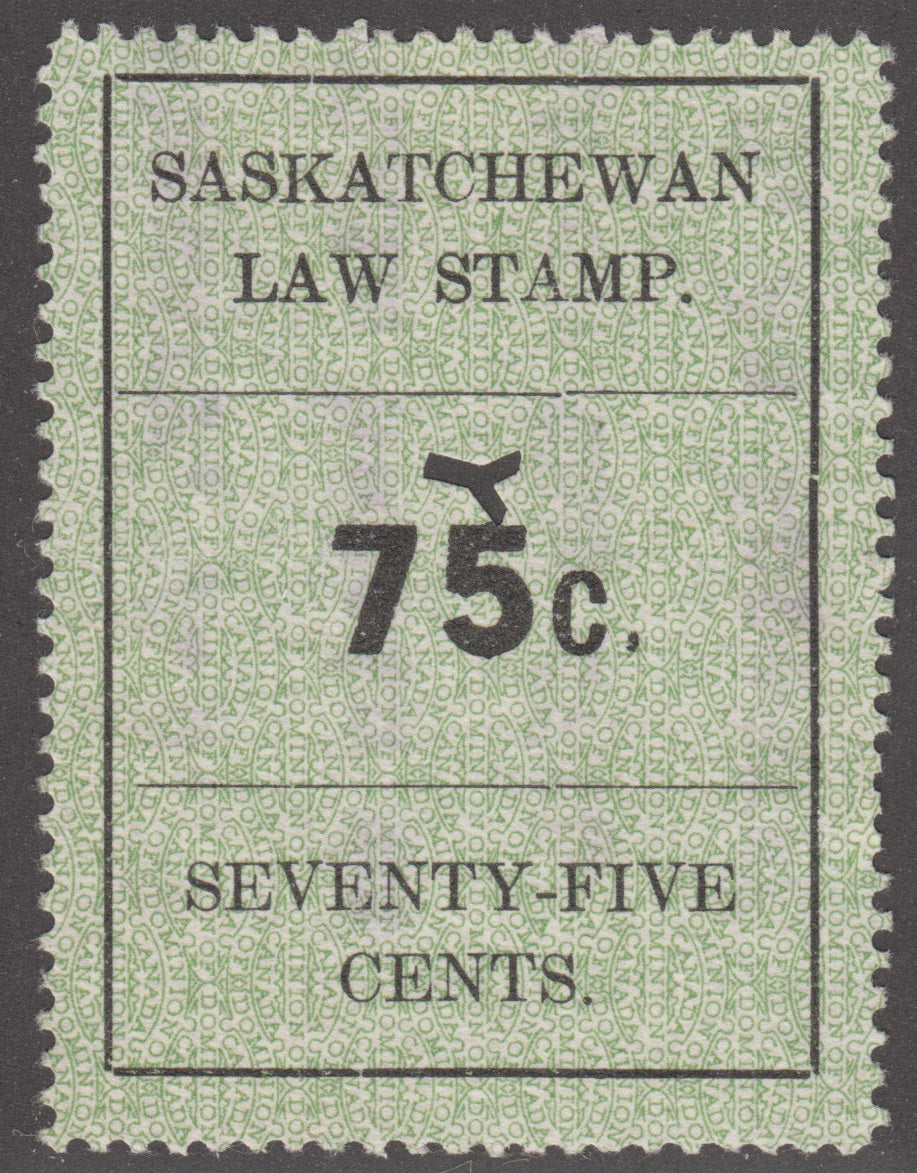 SASKATCHEWAN
LAW STAMP.
75c.
SEVENTY-FIVE
CENTS.